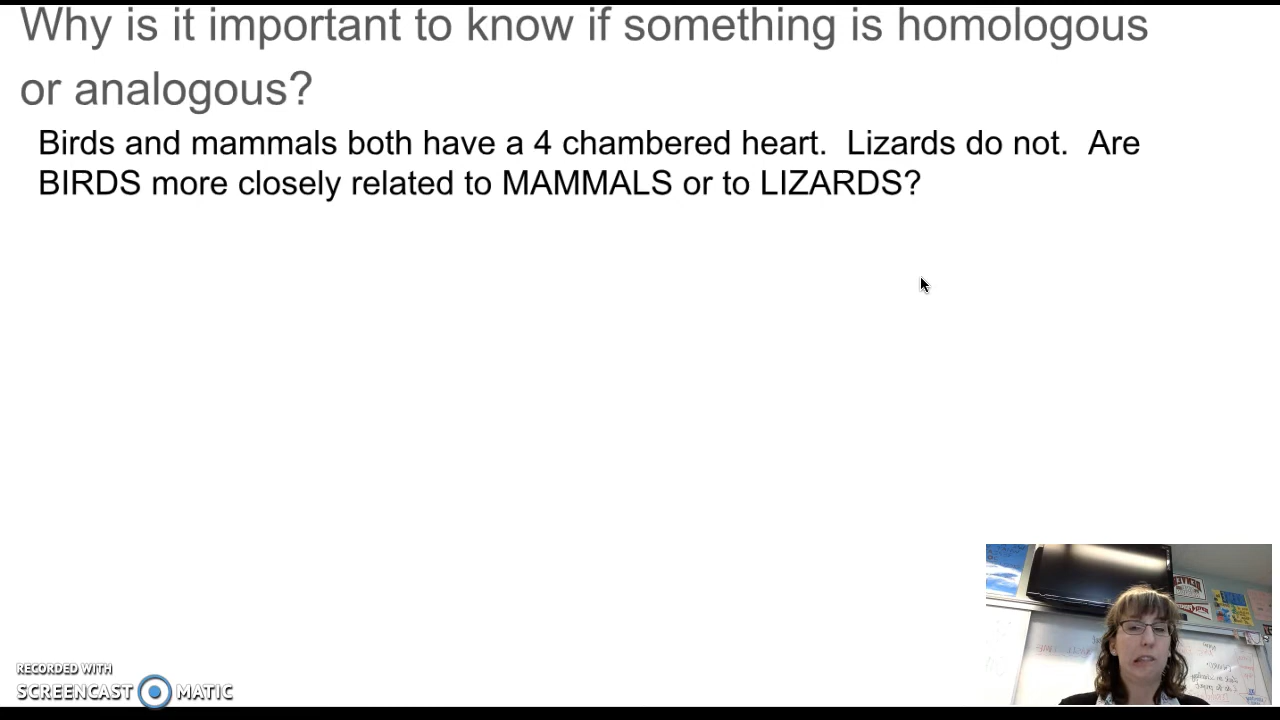 Why is it important to know if something is homologous
or analogous?
Birds and mammals both have a 4 chambered heart. Lizards do not. Are
BIRDS more closely related to MAMMALS or to LIZARDS?
RECORDED WITH
SCREENCAST MATIC